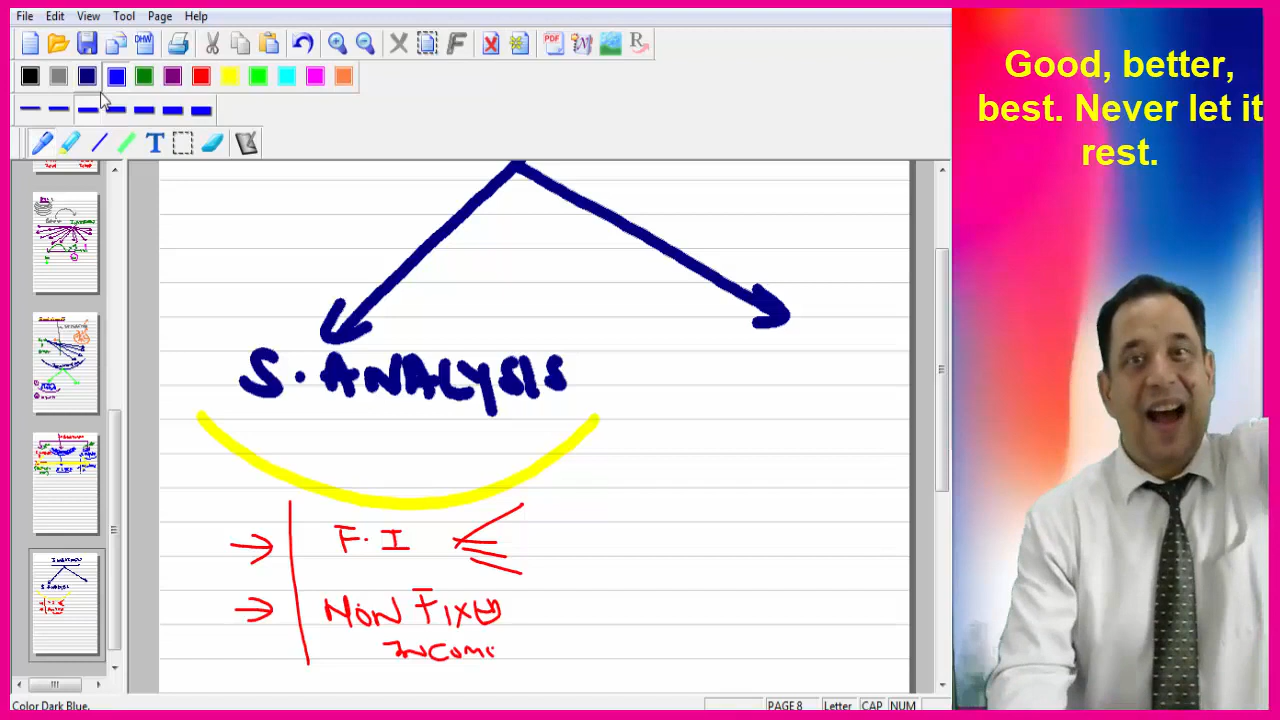 File Edit View Tool Page Help
Good, better,
best. Never let it
rest.
S. ANALYSIS
→ F. I
→ NON FIXED
INCOME
Color Dark Blue.
PAGE 8 Letter CAP NUM